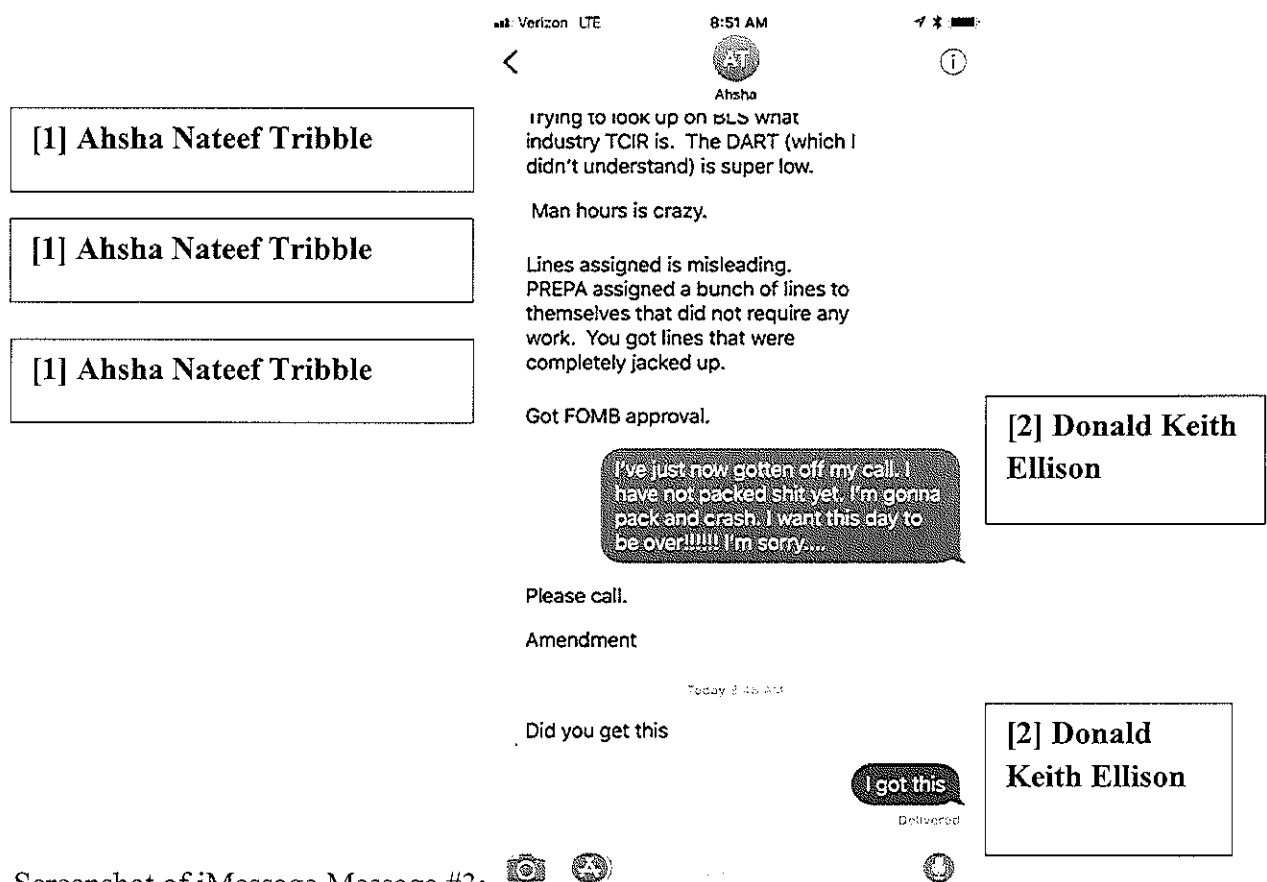 Verizon LTE
8:51 AM
AT
Ahsha
[1] Ahsha Nateef Tribble
[1] Ahsha Nateef Tribble
[1] Ahsha Nateef Tribble
Trying to look up on BLS what
industry TCIR is. The DART (which I
didn't understand) is super low.
Man hours is crazy.
Lines assigned is misleading.
PREPA assigned a bunch of lines to
themselves that did not require any
work. You got lines that were
completely jacked up.
Got FOMB approval.
[2] Donald Keith
Ellison
I've just now gotten off my call. I
have not packed shit yet. I'm gonna
pack and crash. I want this day to
be over!!!!!! I'm sorry....
Please call.
Amendment
Today AM
Did you get this
[2] Donald
Keith Ellison
I got this
Delivered
Screenshot of iMessage Message